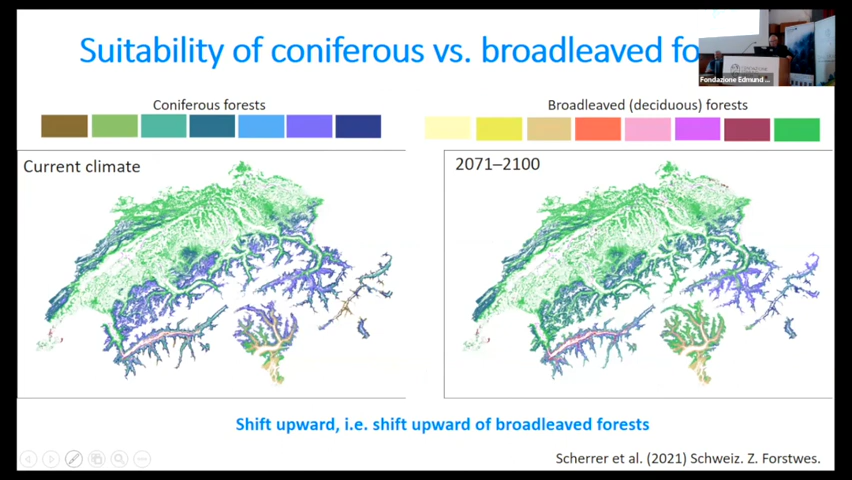 Suitability of coniferous vs. broadleaved fo
Fondazione Edmund ...
Coniferous forests
Broadleaved (deciduous) forests
Current climate
2071–2100
Shift upward, i.e. shift upward of broadleaved forests
Scherrer et al. (2021) Schweiz. Z. Forstwes.